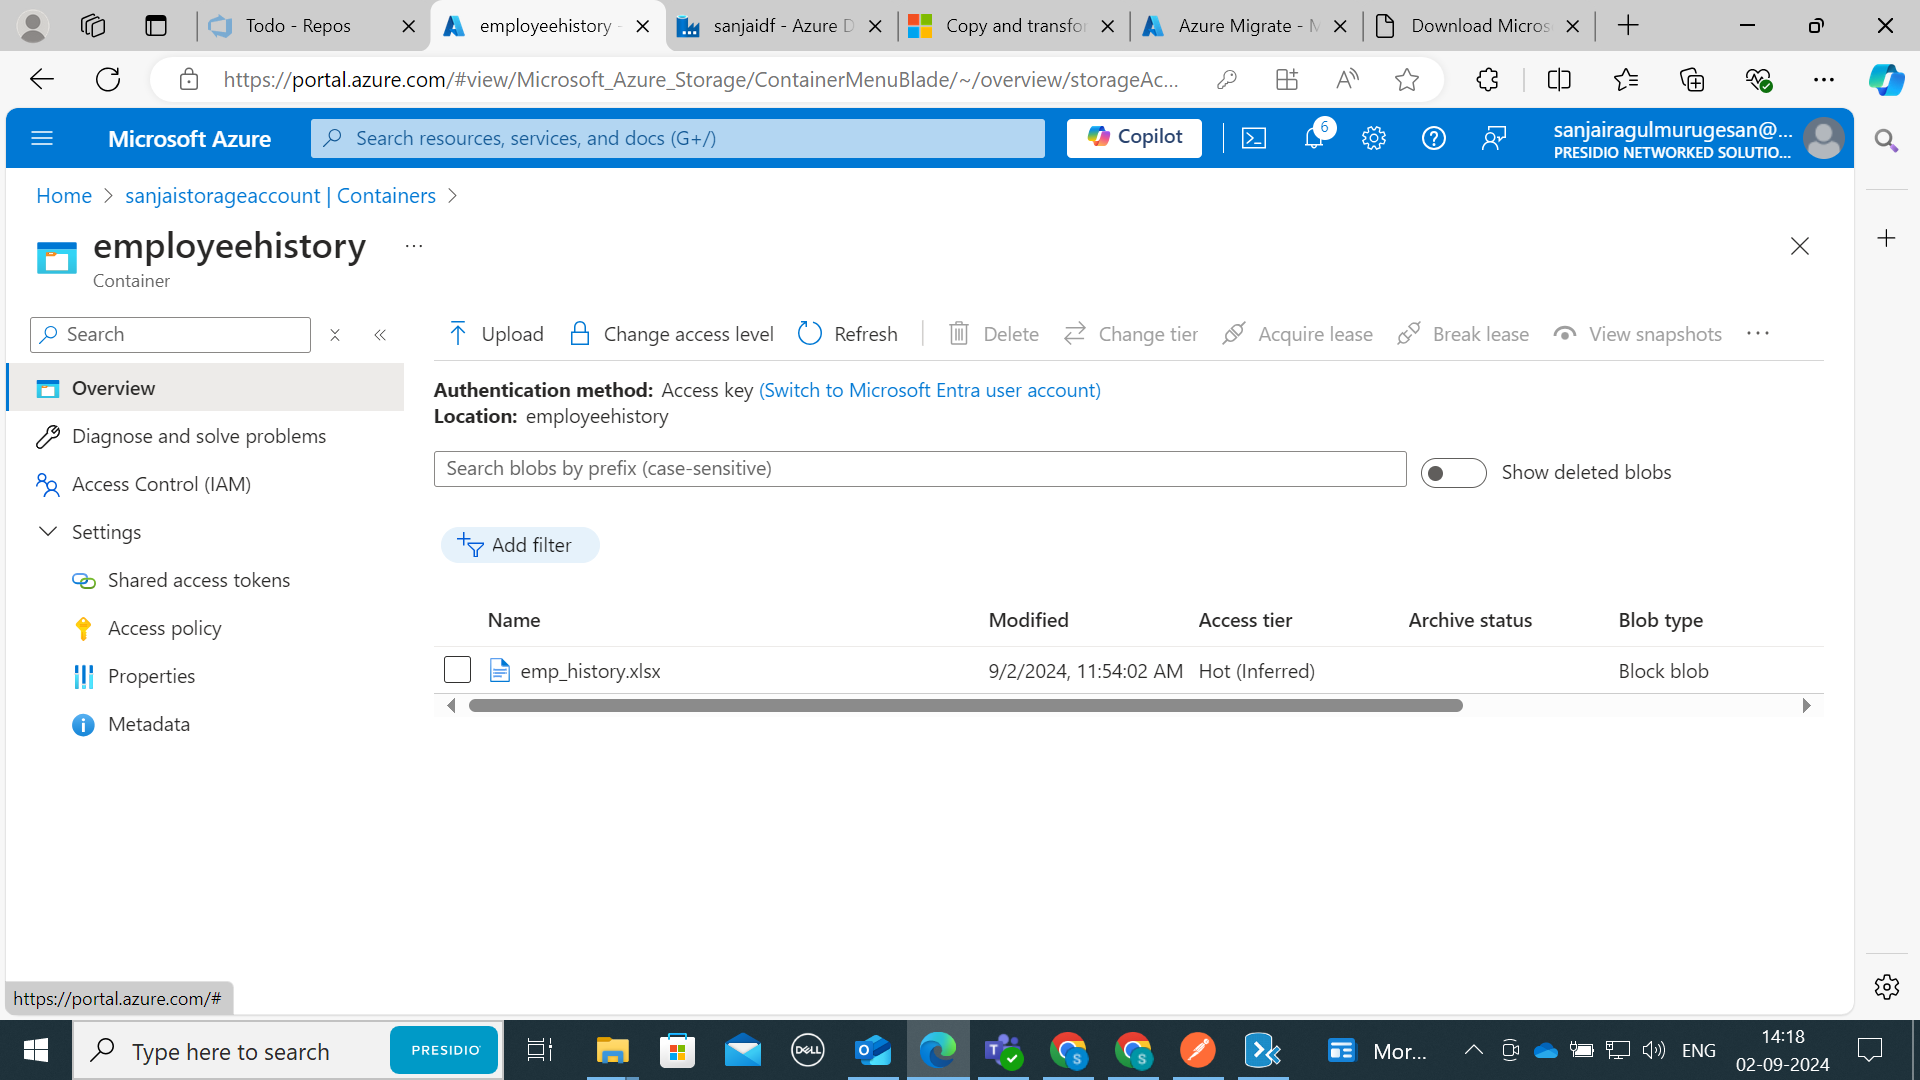 Todo - Repos
employeehistory -
sanjaidf - Azure D
Copy and transfor
Azure Migrate - M
Download Micros
https://portal.azure.com/#view/Microsoft_Azure_Storage/ContainerMenuBlade/~/overview/storageAc...
Microsoft Azure
Search resources, services, and docs (G+/)
Copilot
6
sanjairagulmurugesan@...
PRESIDIO NETWORKED SOLUTIO...
Home
sanjaistorageaccount | Containers
employeehistory
...
Container
Search
Upload
Change access level
Refresh
Delete
Change tier
Acquire lease
Break lease
View snapshots
...
Overview
Diagnose and solve problems
Access Control (IAM)
Settings
Shared access tokens
Access policy
Properties
Metadata
Authentication method: Access key (Switch to Microsoft Entra user account)
Location: employeehistory
Search blobs by prefix (case-sensitive)
Show deleted blobs
Add filter
Name Modified Access tier Archive status Blob type
emp_history.xlsx 9/2/2024, 11:54:02 AM Hot (Inferred) Block blob
https://portal.azure.com/#
Type here to search
PRESIDIO
DELL
S
S
Mor...
ENG
14:18
02-09-2024